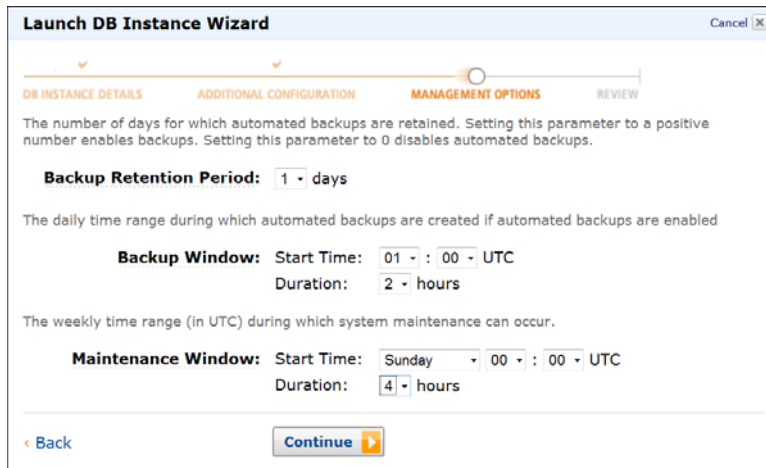 Launch DB Instance Wizard Cancel
DB INSTANCE DETAILS ADDITIONAL CONFIGURATION MANAGEMENT OPTIONS REVIEW
The number of days for which automated backups are retained. Setting this parameter to a positive
number enables backups. Setting this parameter to 0 disables automated backups.
Backup Retention Period: 1 days
The daily time range during which automated backups are created if automated backups are enabled
Backup Window: Start Time: 01 : 00 UTC
Duration: 2 hours
The weekly time range (in UTC) during which system maintenance can occur.
Maintenance Window: Start Time: Sunday 00 : 00 UTC
Duration: 4 hours
Back Continue